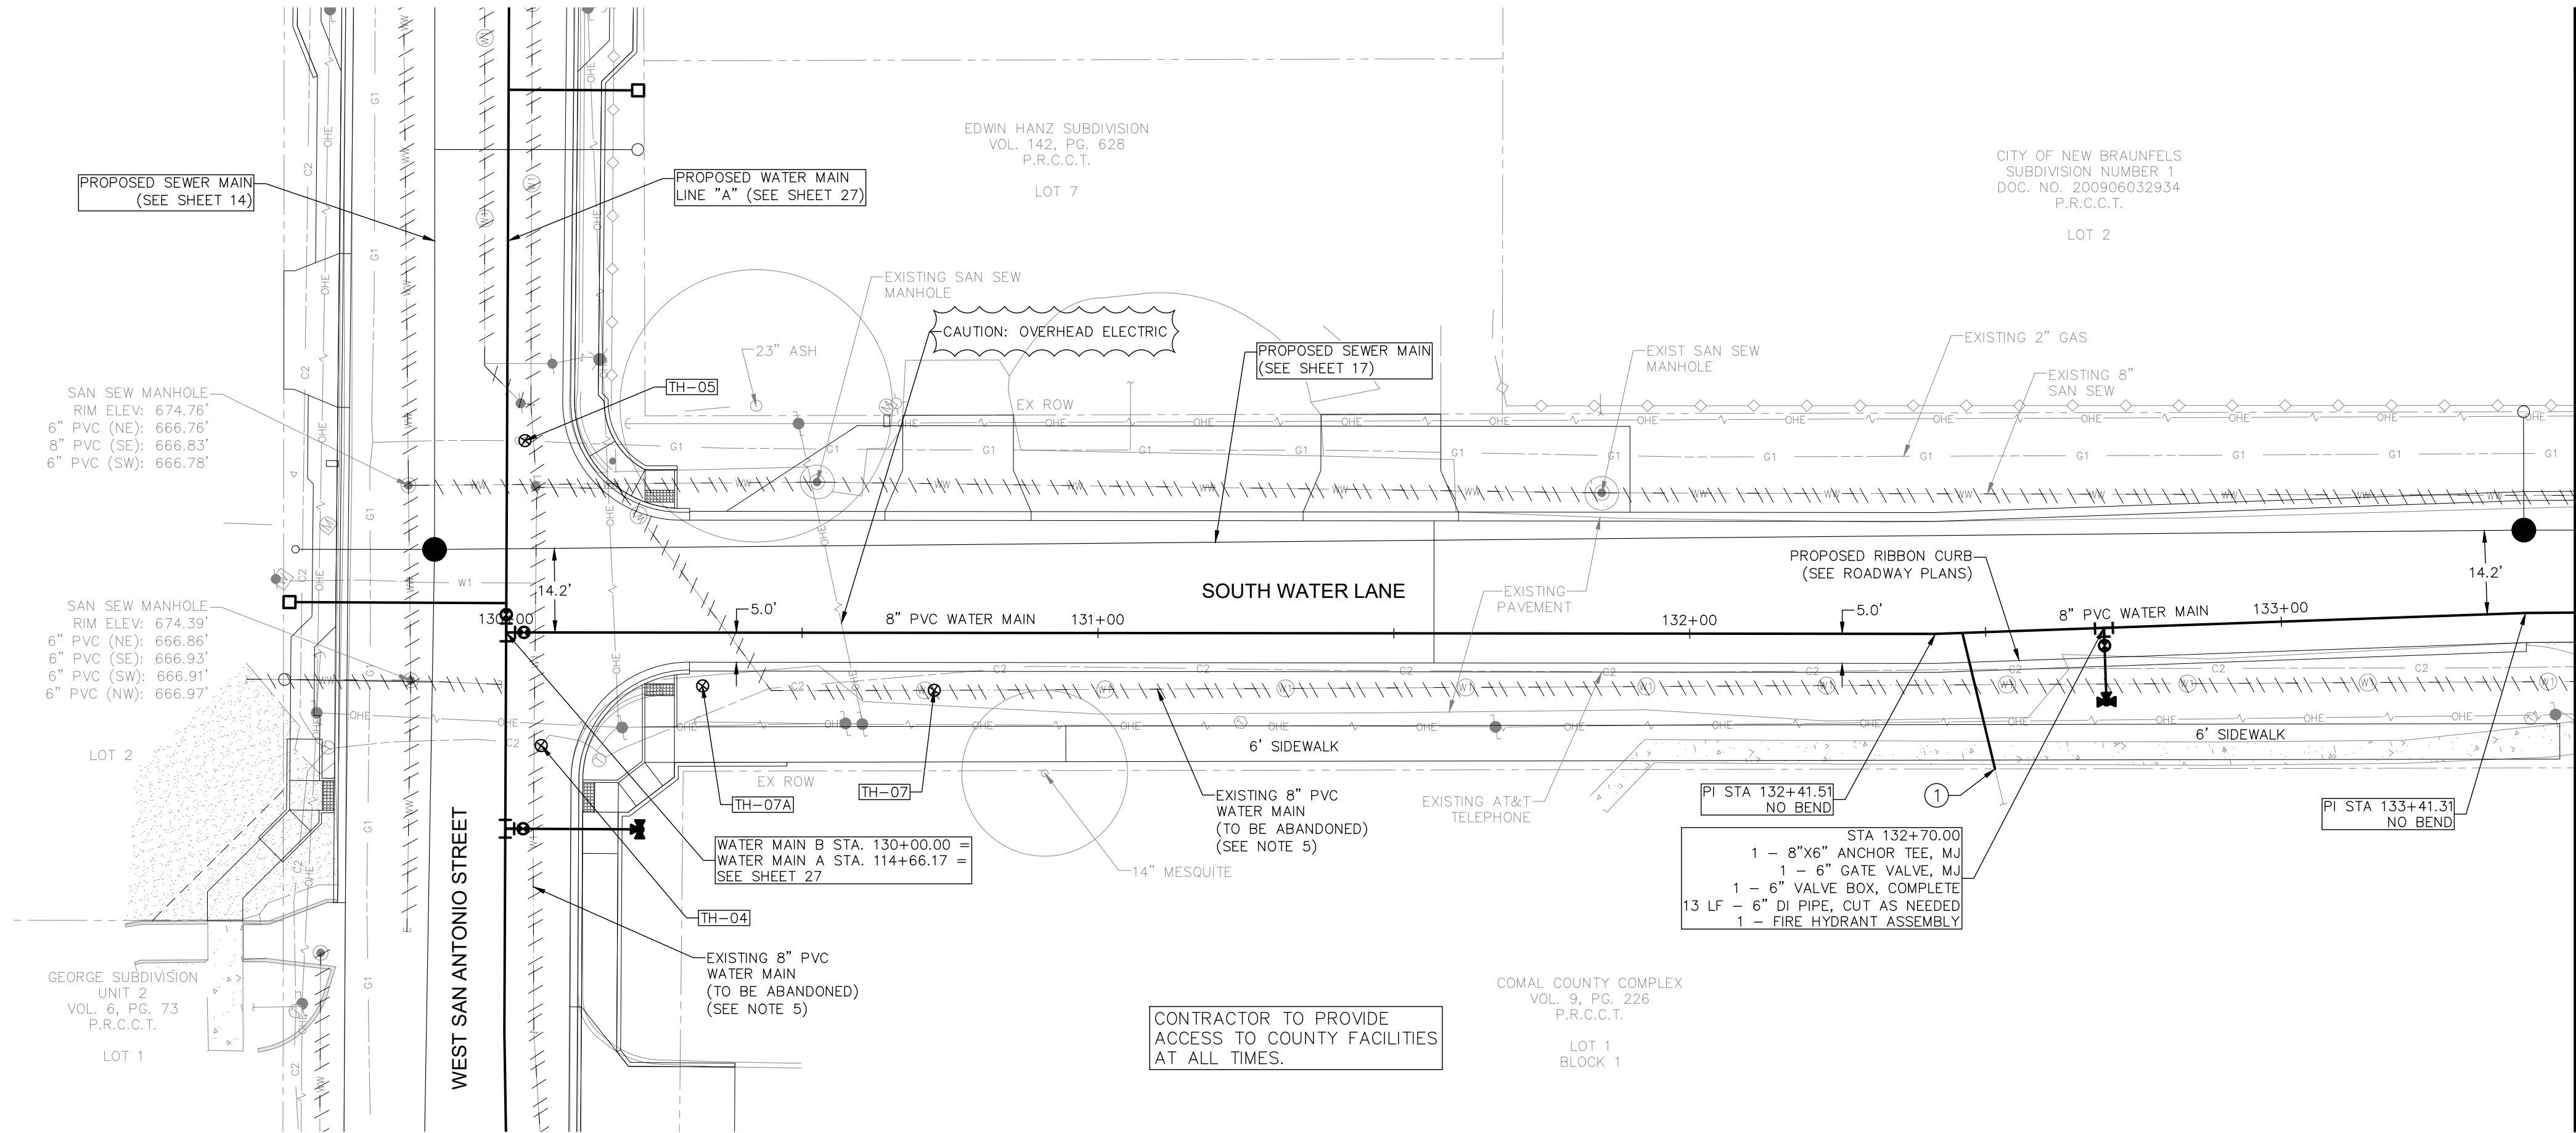 EDWIN HANZ SUBDIVISION
VOL. 142, PG. 628
P.R.C.C.T.
LOT 7
CITY OF NEW BRAUNFELS
SUBDIVISION NUMBER 1
DOC. NO. 200906032934
P.R.C.C.T.
LOT 2
PROPOSED SEWER MAIN
(SEE SHEET 14)
PROPOSED WATER MAIN
LINE "A" (SEE SHEET 27)
EXISTING SAN SEW
MANHOLE
CAUTION: OVERHEAD ELECTRIC
23" ASH
PROPOSED SEWER MAIN
(SEE SHEET 17)
EXIST SAN SEW
MANHOLE
EXISTING 2" GAS
EXISTING 8"
SAN SEW
TH-05
EX ROW
SAN SEW MANHOLE
RIM ELEV: 674.76'
6" PVC (NE): 666.76'
8" PVC (SE): 666.83'
6" PVC (SW): 666.78'
SAN SEW MANHOLE
RIM ELEV: 674.39'
6" PVC (NE): 666.86'
6" PVC (SE): 666.93'
6" PVC (SW): 666.91'
6" PVC (NW): 666.97'
14.2'
SOUTH WATER LANE
EXISTING
PAVEMENT
PROPOSED RIBBON CURB
(SEE ROADWAY PLANS)
14.2'
130+00
5.0'
8" PVC WATER MAIN
131+00
132+00
5.0'
8" PVC WATER MAIN
133+00
6' SIDEWALK
6' SIDEWALK
LOT 2
EX ROW
TH-07A
TH-07
EXISTING 8" PVC
WATER MAIN
(TO BE ABANDONED)
(SEE NOTE 5)
EXISTING AT&T
TELEPHONE
PI STA 132+41.51
NO BEND
1
PI STA 133+41.31
NO BEND
WATER MAIN B STA. 130+00.00 =
WATER MAIN A STA. 114+66.17 =
SEE SHEET 27
14" MESQUITE
STA 132+70.00
1 - 8"X6" ANCHOR TEE, MJ
1 - 6" GATE VALVE, MJ
1 - 6" VALVE BOX, COMPLETE
13 LF - 6" DI PIPE, CUT AS NEEDED
1 - FIRE HYDRANT ASSEMBLY
TH-04
WEST SAN ANTONIO STREET
EXISTING 8" PVC
WATER MAIN
(TO BE ABANDONED)
(SEE NOTE 5)
GEORGE SUBDIVISION
UNIT 2
VOL. 6, PG. 73
P.R.C.C.T.
LOT 1
CONTRACTOR TO PROVIDE
ACCESS TO COUNTY FACILITIES
AT ALL TIMES.
COMAL COUNTY COMPLEX
VOL. 9, PG. 226
P.R.C.C.T.
LOT 1
BLOCK 1